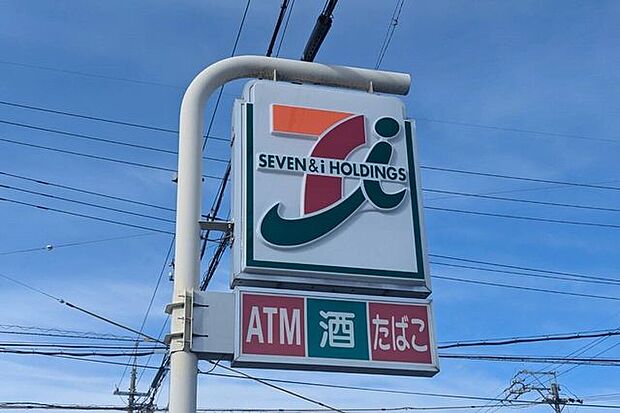 SEVEN&i HOLDINGS
ATM 酒 たばこ